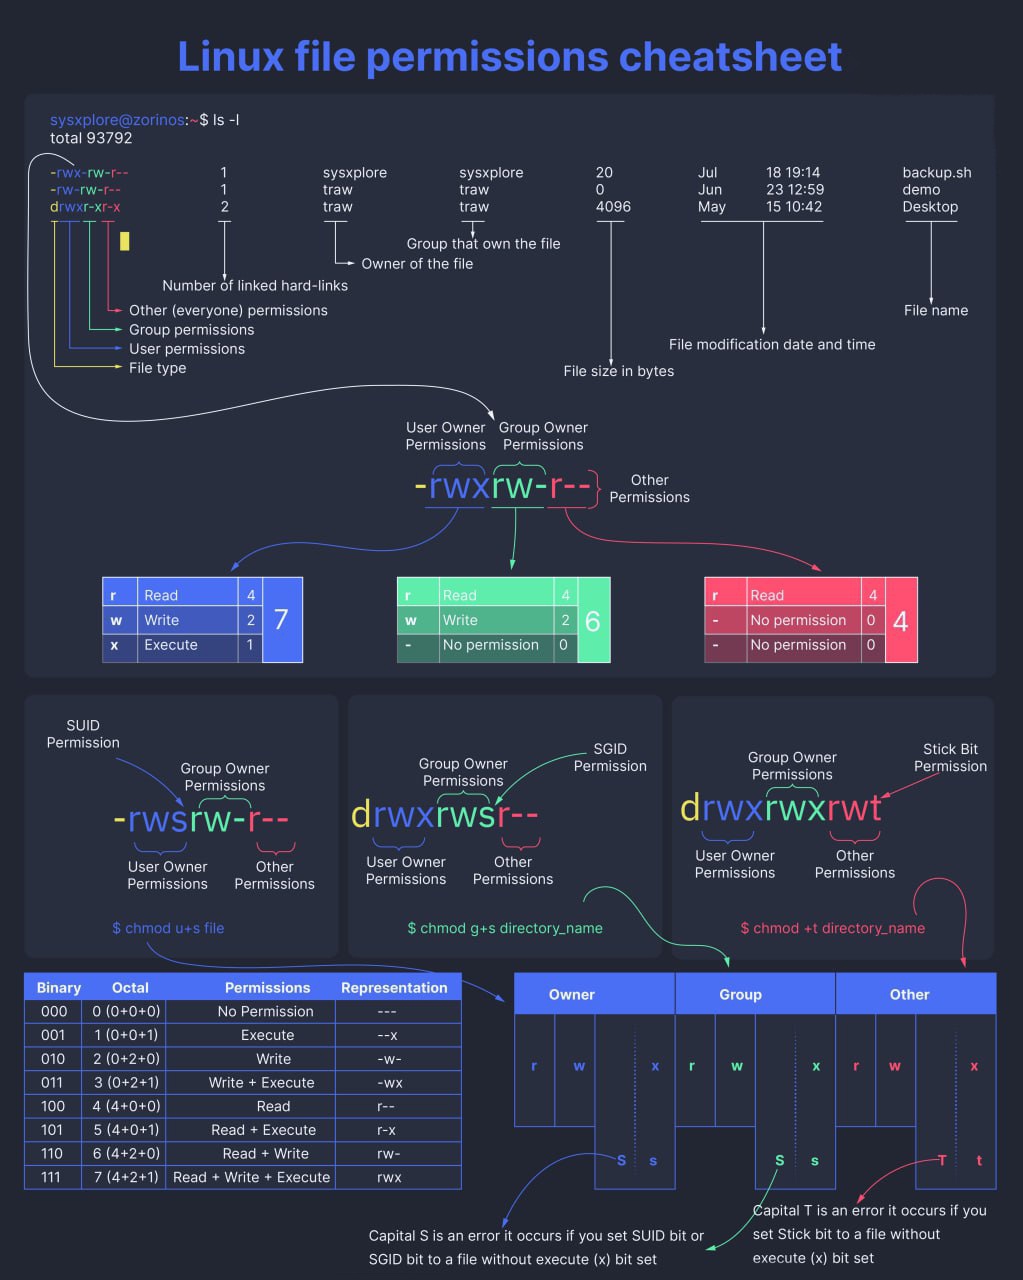 Linux file permissions cheatsheet
sysxplore@zorinos:~$ ls -l
total 93792
-rwx-rw-r-- 1 sysxplore sysxplore 20 Jul 18 19:14 backup.sh
-rw-rw-r-- 1 traw traw 0 Jun 23 12:59 demo
drwxr-xr-x 2 traw traw 4096 May 15 10:42 Desktop
Group that own the file
Owner of the file
Number of linked hard-links
Other (everyone) permissions
Group permissions
User permissions
File type
File name
File modification date and time
File size in bytes
User Owner
Permissions
Group Owner
Permissions
-rwxrw-r--
Other
Permissions
r Read 4
w Write 2
x Execute 1
7
r Read 4
w Write 2
- No permission 0
6
r Read 4
- No permission 0
- No permission 0
4
SUID
Permission
Group Owner
Permissions
-rwsrw-r--
User Owner
Permissions
Other
Permissions
$ chmod u+s file
SGID
Permission
Group Owner
Permissions
drwxrwsr--
User Owner
Permissions
Other
Permissions
$ chmod g+s directory_name
Stick Bit
Permission
Group Owner
Permissions
drwxrwxrwt
User Owner
Permissions
Other
Permissions
$ chmod +t directory_name
Binary Octal Permissions Representation
000 0 (0+0+0) No Permission ---
001 1 (0+0+1) Execute --x
010 2 (0+2+0) Write -w-
011 3 (0+2+1) Write + Execute -wx
100 4 (4+0+0) Read r--
101 5 (4+0+1) Read + Execute r-x
110 6 (4+2+0) Read + Write rw-
111 7 (4+2+1) Read + Write + Execute rwx
Owner Group Other
r w x r w x r w x
S s S s T t
Capital S is an error it occurs if you set SUID bit or
SGID bit to a file without execute (x) bit set
Capital T is an error it occurs if you
set Stick bit to a file without
execute (x) bit set